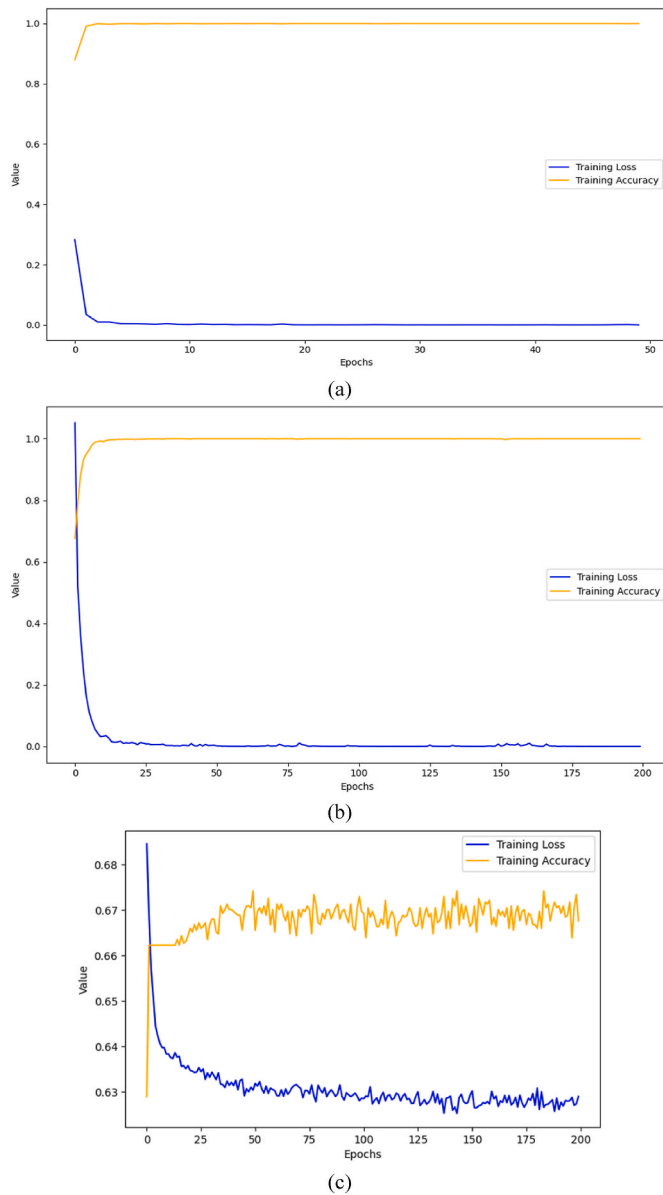 1.0
0.8
0.6
0.4
0.2
0.0
Value
Training Loss
Training Accuracy
0 10 20 30 40 50
Epochs
(a)
1.0
0.8
0.6
0.4
0.2
0.0
Value
Training Loss
Training Accuracy
0 25 50 75 100 125 150 175 200
Epochs
(b)
0.68
0.67
0.66
0.65
0.64
0.63
Value
Training Loss
Training Accuracy
0 25 50 75 100 125 150 175 200
Epochs
(c)